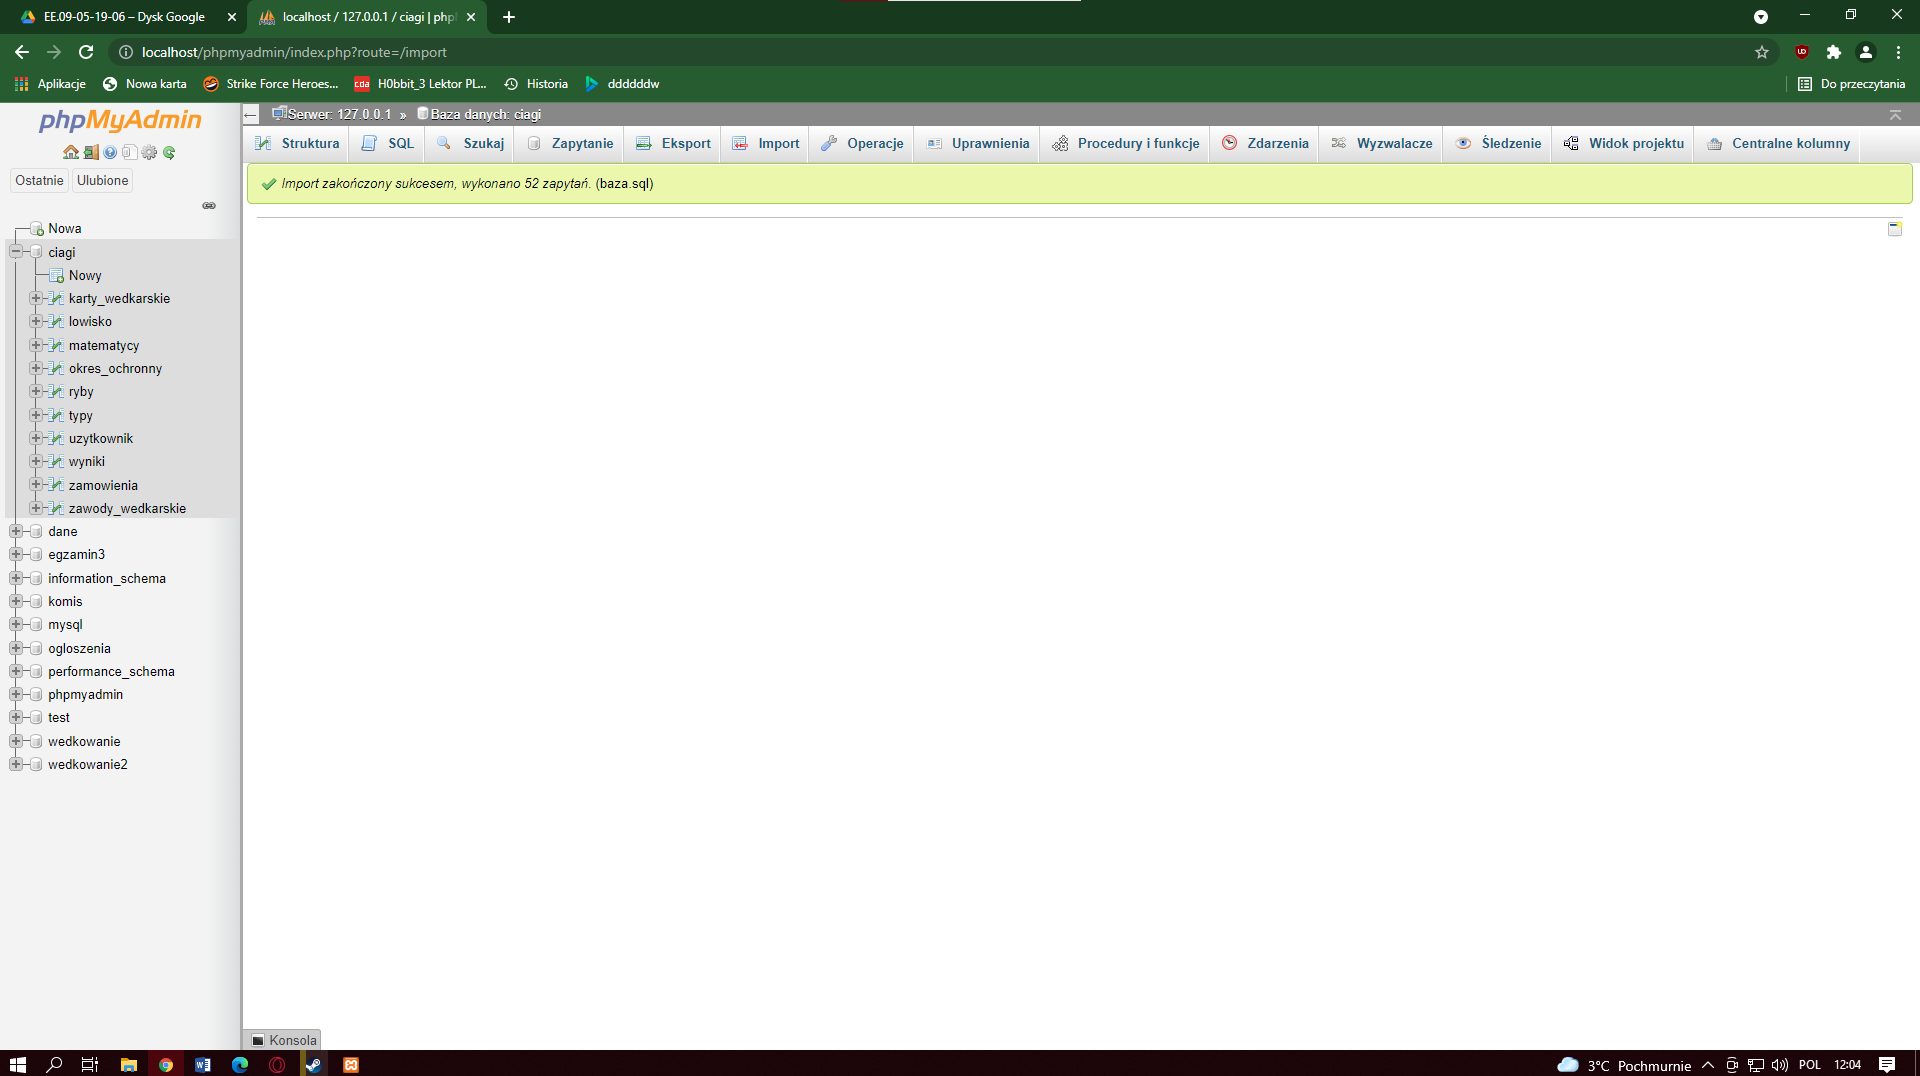 EE.09-05-19-06 – Dysk Google
localhost / 127.0.0.1 / ciagi | php
localhost/phpmyadmin/index.php?route=/import
Aplikacje
Nowa karta
Strike Force Heroes...
cda
H0bbit_3 Lektor PL...
Historia
ddddddw
Do przeczytania
phpMyAdmin
Ostatnie
Ulubione
Nowa
ciagi
Nowy
karty_wedkarskie
lowisko
matematycy
okres_ochronny
ryby
typy
uzytkownik
wyniki
zamowienia
zawody_wedkarskie
dane
egzamin3
information_schema
komis
mysql
ogloszenia
performance_schema
phpmyadmin
test
wedkowanie
wedkowanie2
Serwer: 127.0.0.1 » Baza danych: ciagi
Struktura
SQL
Szukaj
Zapytanie
Eksport
Import
Operacje
Uprawnienia
Procedury i funkcje
Zdarzenia
Wyzwalacze
Śledzenie
Widok projektu
Centralne kolumny
Import zakończony sukcesem, wykonano 52 zapytań. (baza.sql)
Konsola
3°C Pochmurnie
POL
12:04